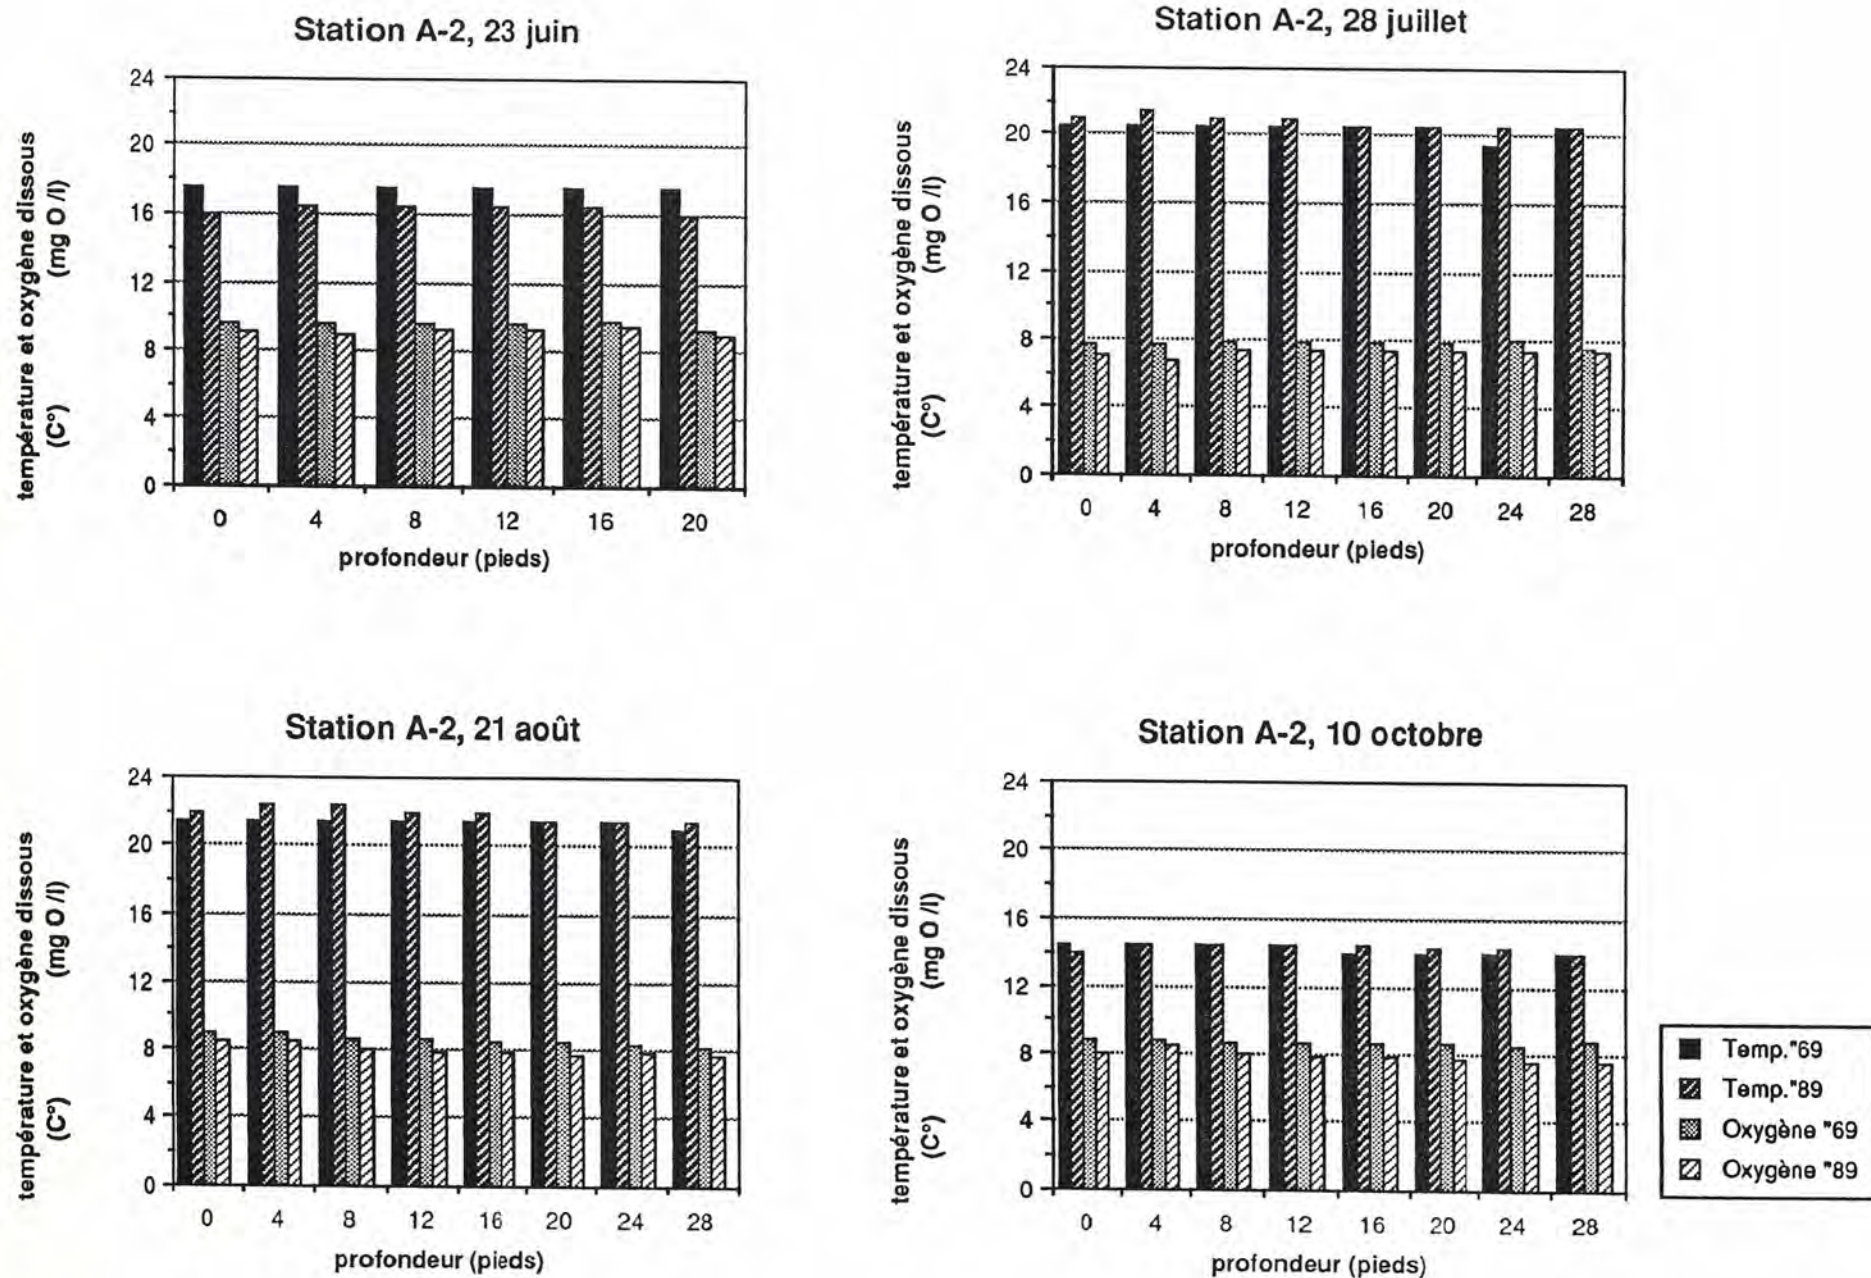 Station A-2, 23 juin
température et oxygène dissous
(C°) (mg O /l)
24
20
16
12
8
4
0
0 4 8 12 16 20
profondeur (pieds)
Station A-2, 28 juillet
température et oxygène dissous
(C°) (mg O /l)
24
20
16
12
8
4
0
0 4 8 12 16 20 24 28
profondeur (pieds)
Station A-2, 21 août
température et oxygène dissous
(C°) (mg O /l)
24
20
16
12
8
4
0
0 4 8 12 16 20 24 28
profondeur (pieds)
Station A-2, 10 octobre
température et oxygène dissous
(C°) (mg O /l)
24
20
16
12
8
4
0
0 4 8 12 16 20 24 28
profondeur (pieds)
Temp."69
Temp."89
Oxygène "69
Oxygène "89